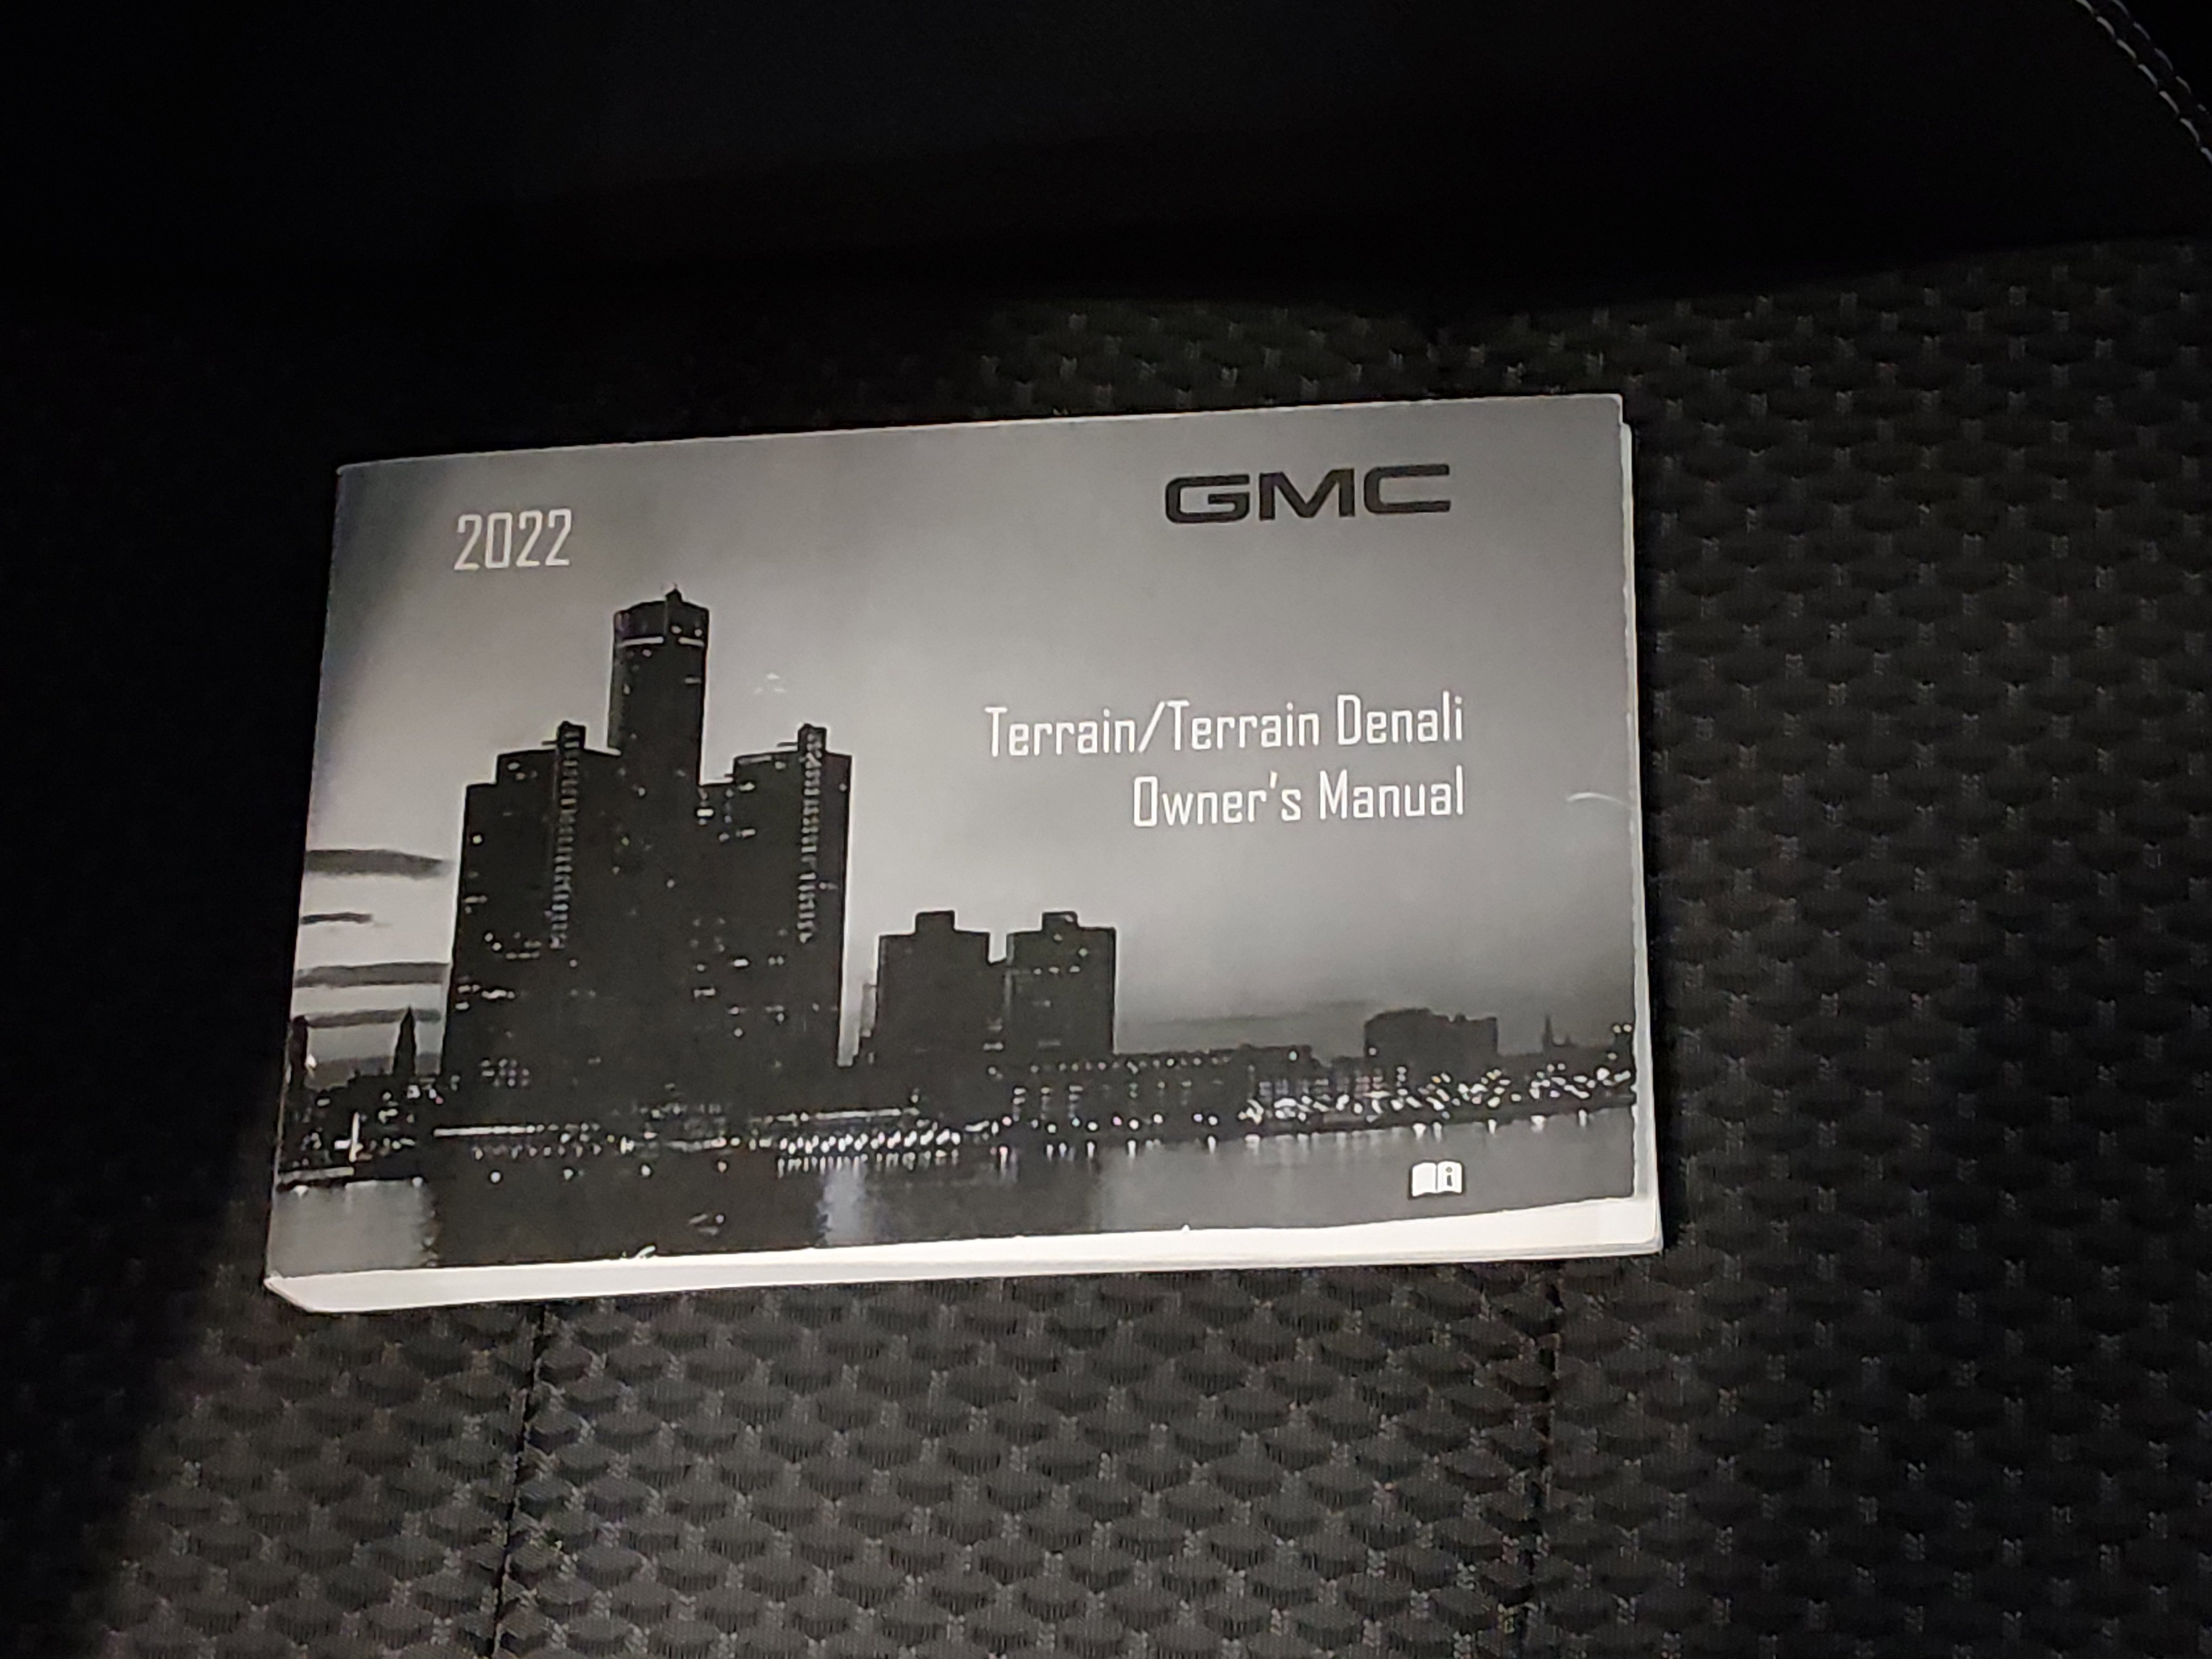 2022
GMC
Terrain/Terrain Denali
Owner's Manual